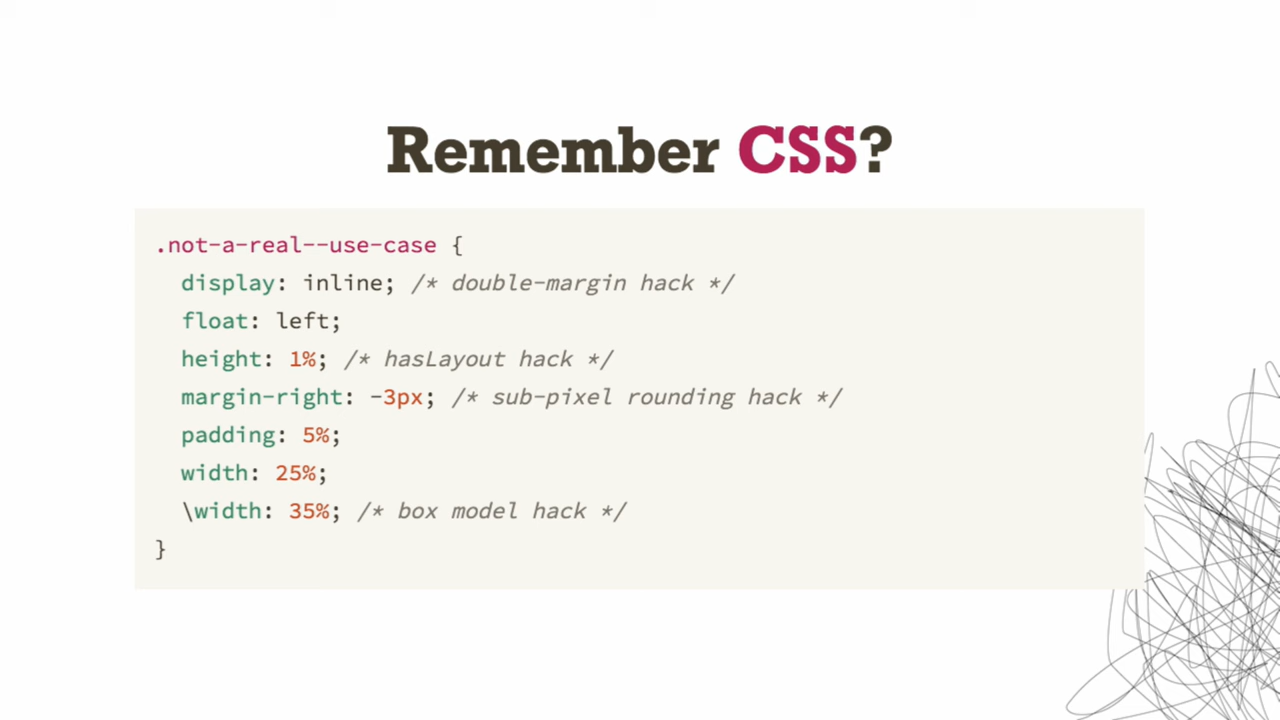 Remember CSS?
.not-a-real--use-case {
display: inline; /* double-margin hack */
float: left;
height: 1%; /* hasLayout hack */
margin-right: -3px; /* sub-pixel rounding hack */
padding: 5%;
width: 25%;
\width: 35%; /* box model hack */
}